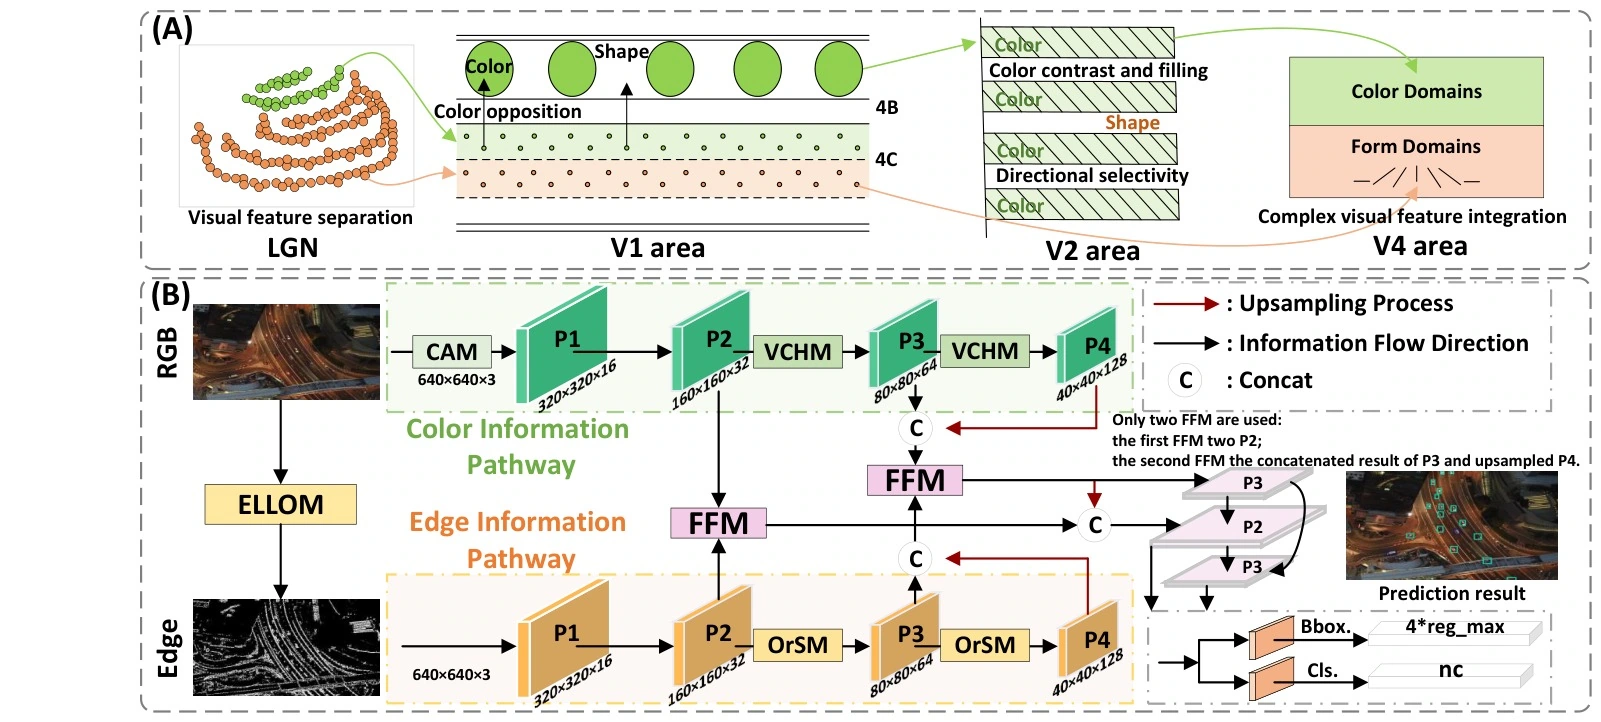 (A)
Color
Shape
Color opposition
4B
4C
Visual feature separation
LGN
V1 area
Color
Color contrast and filling
Color
Shape
Color
Directional selectivity
Color
V2 area
Color Domains
Form Domains
Complex visual feature integration
V4 area
(B)
RGB
CAM
640×640×3
P1
320×320×16
P2
160×160×32
VCHM
P3
80×80×64
VCHM
P4
40×40×128
: Upsampling Process
: Information Flow Direction
C : Concat
Color Information
Pathway
C
Only two FFM are used:
the first FFM two P2;
the second FFM the concatenated result of P3 and upsampled P4.
ELLOM
FFM
FFM
C
P3
P2
P3
Edge Information
Pathway
C
Prediction result
Edge
640×640×3
P1
320×320×16
P2
160×160×32
OrSM
P3
80×80×64
OrSM
P4
40×40×128
Bbox.
4*reg_max
Cls.
nc